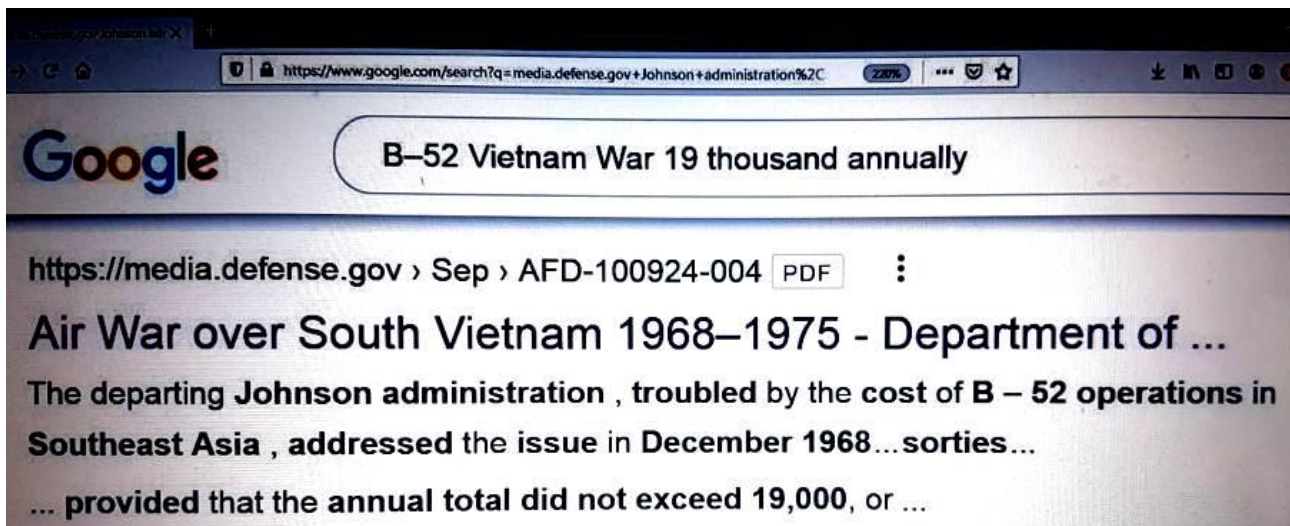 https://www.google.com/search?q=media.defense.gov+Johnson+administration%2C 220% ...
Google B–52 Vietnam War 19 thousand annually
https://media.defense.gov › Sep › AFD-100924-004 PDF
Air War over South Vietnam 1968–1975 - Department of ...
The departing Johnson administration , troubled by the cost of B – 52 operations in
Southeast Asia , addressed the issue in December 1968...sorties...
... provided that the annual total did not exceed 19,000, or ...